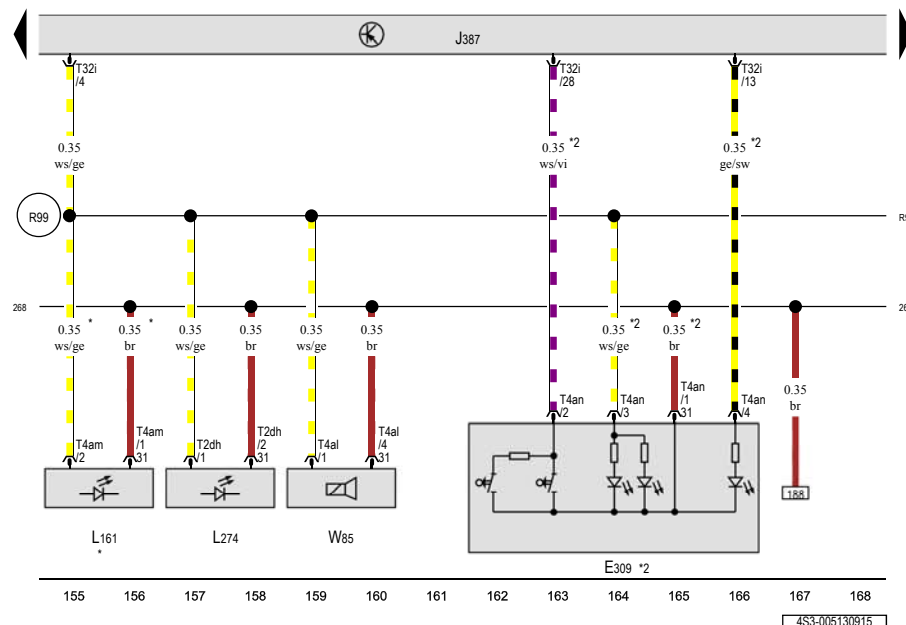 J387
T32i
/4
T32i
/28
T32i
/13
0.35
ws/ge
0.35 *2
ws/vi
0.35 *2
ge/sw
R99
R9
268
26
0.35 *
ws/ge
0.35 *
br
0.35
ws/ge
0.35
br
0.35
ws/ge
0.35
br
0.35 *2
ws/ge
0.35 *2
br
0.35
br
T4am
/2
T4am
/1
31
T2dh
/1
T2dh
/2
31
T4al
/1
T4al
/4
31
T4an
/2
T4an
/3
T4an
/1
31
T4an
/4
188
L161
*
L274
W85
E309 *2
155 156 157 158 159 160 161 162 163 164 165 166 167 168
4S3-005130915